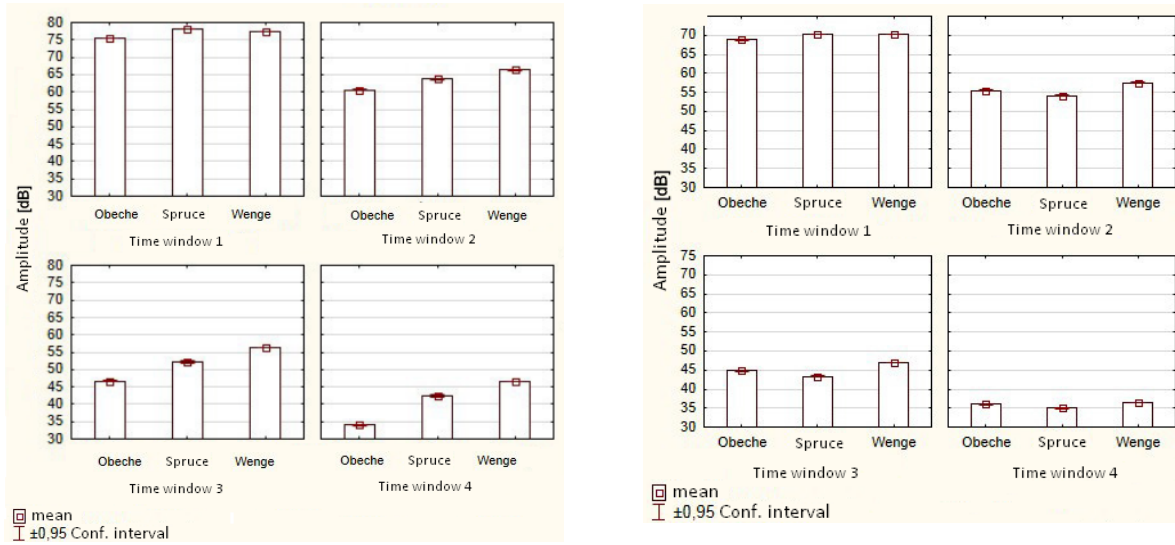 Amplitude [dB]
80
75
70
65
60
55
50
45
40
35
30
Obeche Spruce Wenge
Time window 1
Obeche Spruce Wenge
Time window 2
80
75
70
65
60
55
50
45
40
35
30
Obeche Spruce Wenge
Time window 3
Obeche Spruce Wenge
Time window 4
mean
±0,95 Conf. interval
Amplitude [dB]
70
65
60
55
50
45
40
35
30
Obeche Spruce Wenge
Time window 1
Obeche Spruce Wenge
Time window 2
75
70
65
60
55
50
45
40
35
30
Obeche Spruce Wenge
Time window 3
Obeche Spruce Wenge
Time window 4
mean
±0,95 Conf. interval